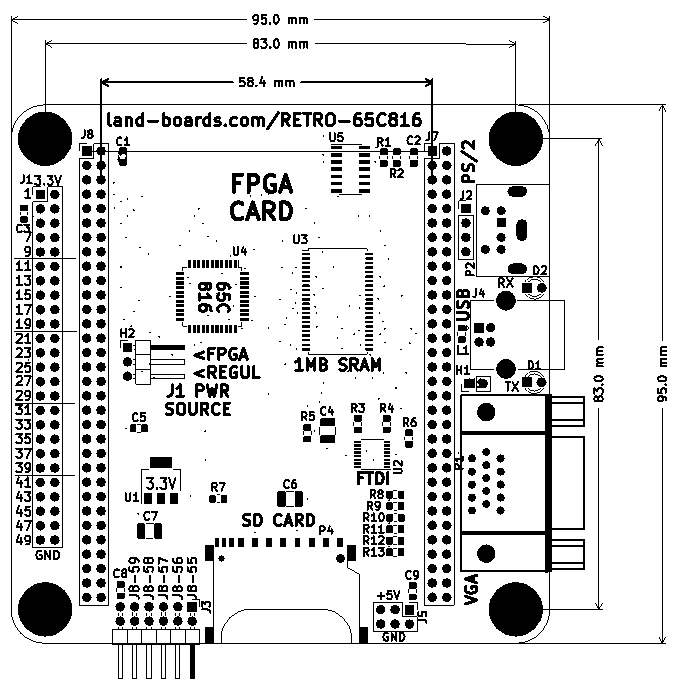 95.0 mm
83.0 mm
58.4 mm
land-boards.com/RETRO-65C816
J8
C1
U5
R1
R2
C2
J7
PS/2
J1
3.3V
1
C3
7
9
11
13
15
17
19
21
23
25
27
29
31
33
35
37
39
41
43
45
47
49
GND
FPGA
CARD
U4
65C
816
U3
1MB SRAM
J2
P2
D2
RX
USB
J4
L1
H1
D1
TX
H2
<FPGA
<REGUL
J1 PWR
SOURCE
C5
R5
C4
R3
R4
R6
U2
FTDI
P1
3.3V
U1
R7
C6
C7
SD CARD
P4
R8
R9
R10
R11
R12
R13
C8
J8-59
J8-58
J8-57
J8-56
J8-55
J3
C9
+5V
J5
GND
VGA
83.0 mm
95.0 mm